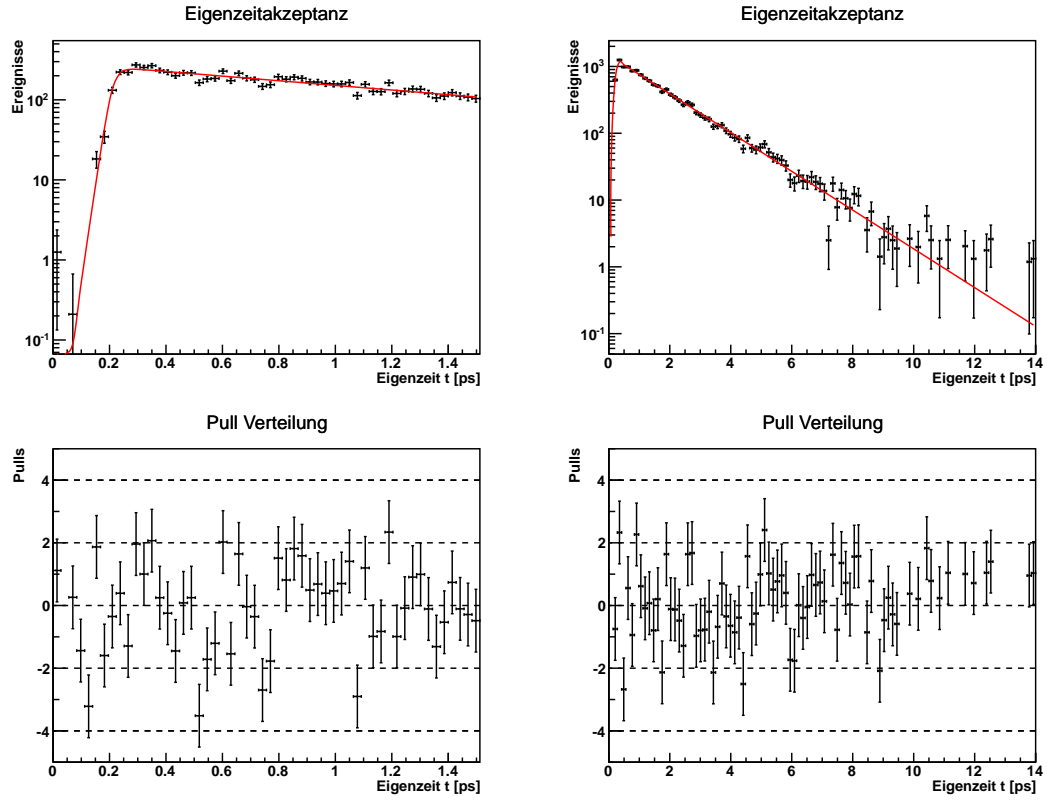 Eigenzeitakzeptanz
Ereignisse
10²
10
1
10⁻¹
0 0.2 0.4 0.6 0.8 1 1.2 1.4
Eigenzeit t [ps]
Eigenzeitakzeptanz
Ereignisse
10³
10²
10
1
10⁻¹
0 2 4 6 8 10 12 14
Eigenzeit t [ps]
Pull Verteilung
Pulls
4
2
0
-2
-4
0 0.2 0.4 0.6 0.8 1 1.2 1.4
Eigenzeit t [ps]
Pull Verteilung
Pulls
4
2
0
-2
-4
0 2 4 6 8 10 12 14
Eigenzeit t [ps]